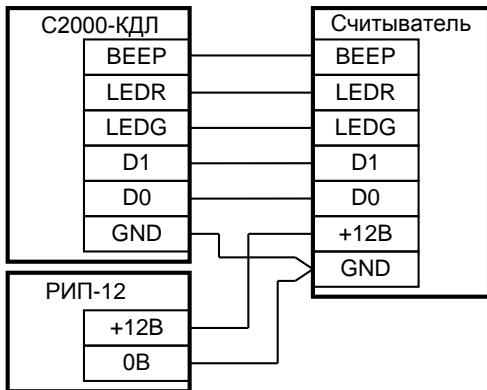 С2000-КДЛ
BEEP
LEDR
LEDG
D1
D0
GND
РИП-12
+12В
0В
Считыватель
BEEP
LEDR
LEDG
D1
D0
+12В
GND